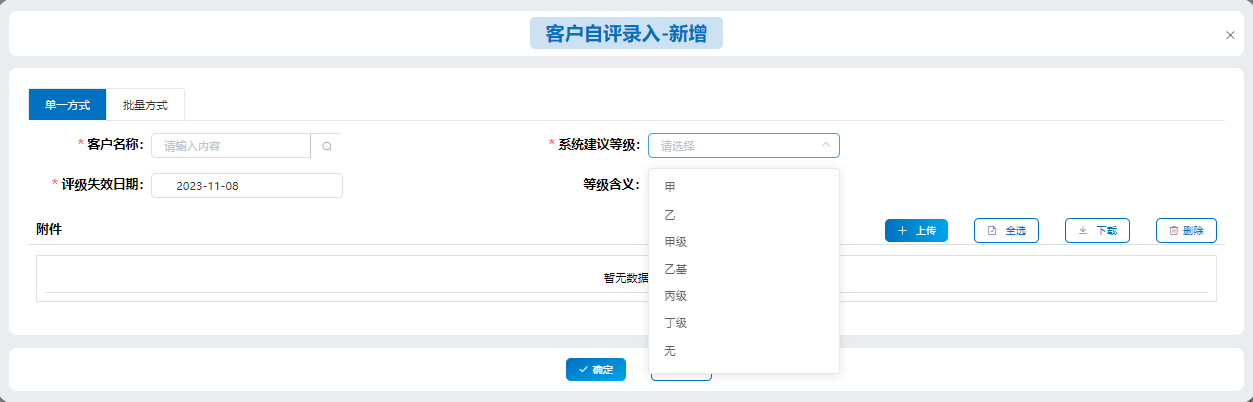 客户自评录入-新增
单一方式 批量方式
* 客户名称： 请输入内容 * 系统建议等级： 请选择
* 评级失效日期： 2023-11-08 等级含义：
甲
乙
甲级
乙基
丙级
丁级
无
附件 上传 全选 下载 删除
暂无数据
确定